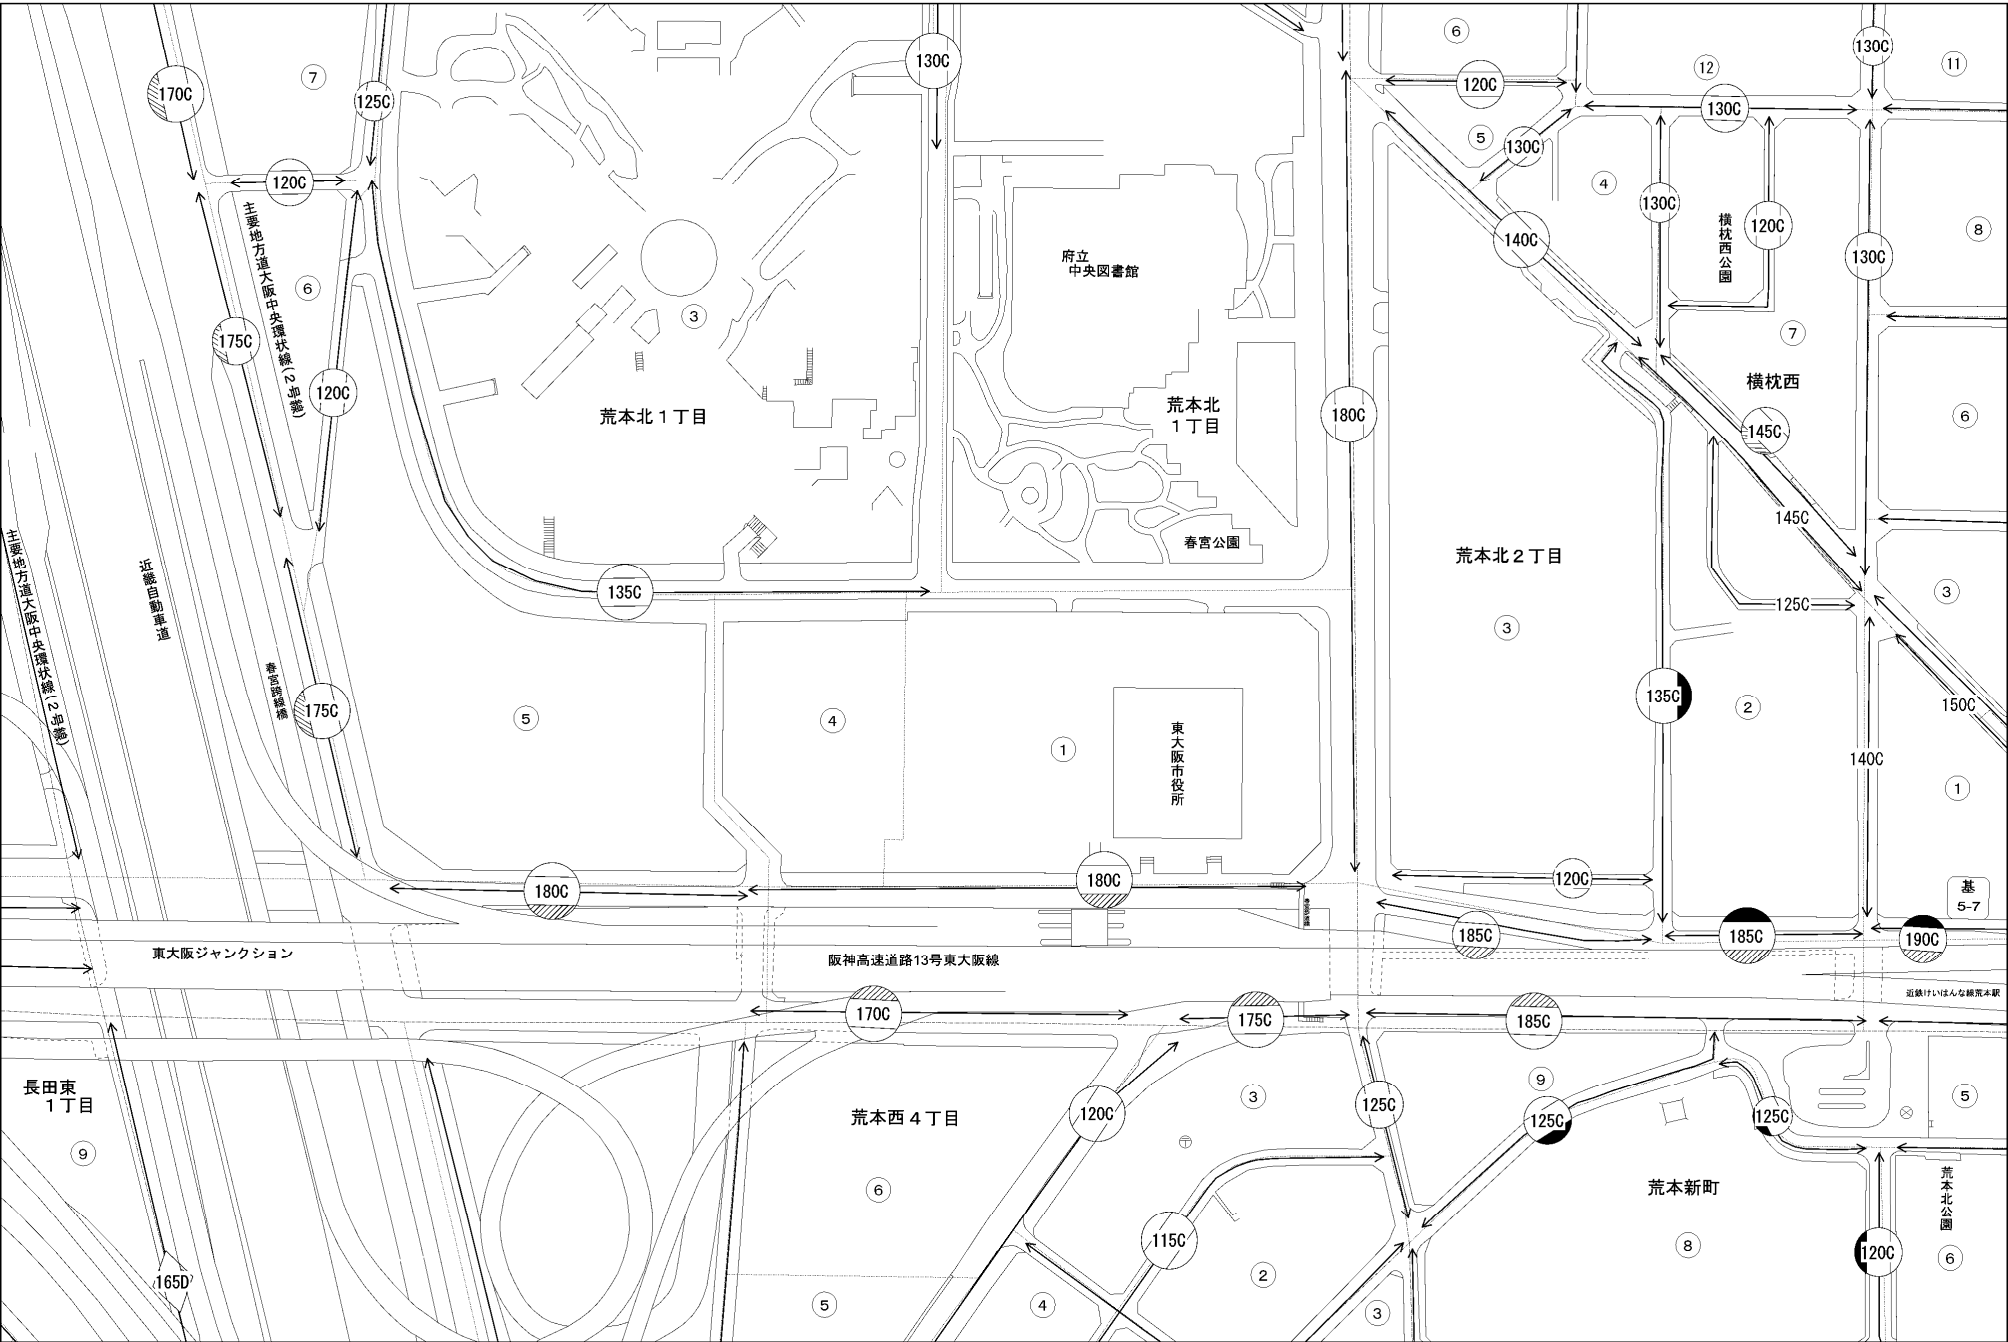 ⑥
130C
⑫
⑪
130C
⑦
170C
125C
120C
130C
⑤
130C
120C
④
130C
横枕西公園
120C
⑧
140C
130C
主要地方道大阪中央環状線(2号線)
⑥
府立
中央図書館
③
175C
⑦
120C
荒本北1丁目
荒本北
1丁目
180C
横枕西
145C
⑥
145C
春宮公園
荒本北2丁目
主要地方道大阪中央環状線(2号線)
近畿自動車道
135C
125C
③
③
春宮跨線橋
175C
⑤
④
①
東大阪市役所
135C
②
150C
140C
①
180C
180C
120C
基
5-7
185C
185C
190C
東大阪ジャンクション
阪神高速道路13号東大阪線
近鉄けいはんな線荒本駅
170C
175C
185C
長田東
1丁目
⑨
荒本西4丁目
120C
③
125C
⑨
125C
125C
⑤
⑥
115C
荒本新町
荒本北公園
165D
⑤
④
②
③
⑧
120C
⑥